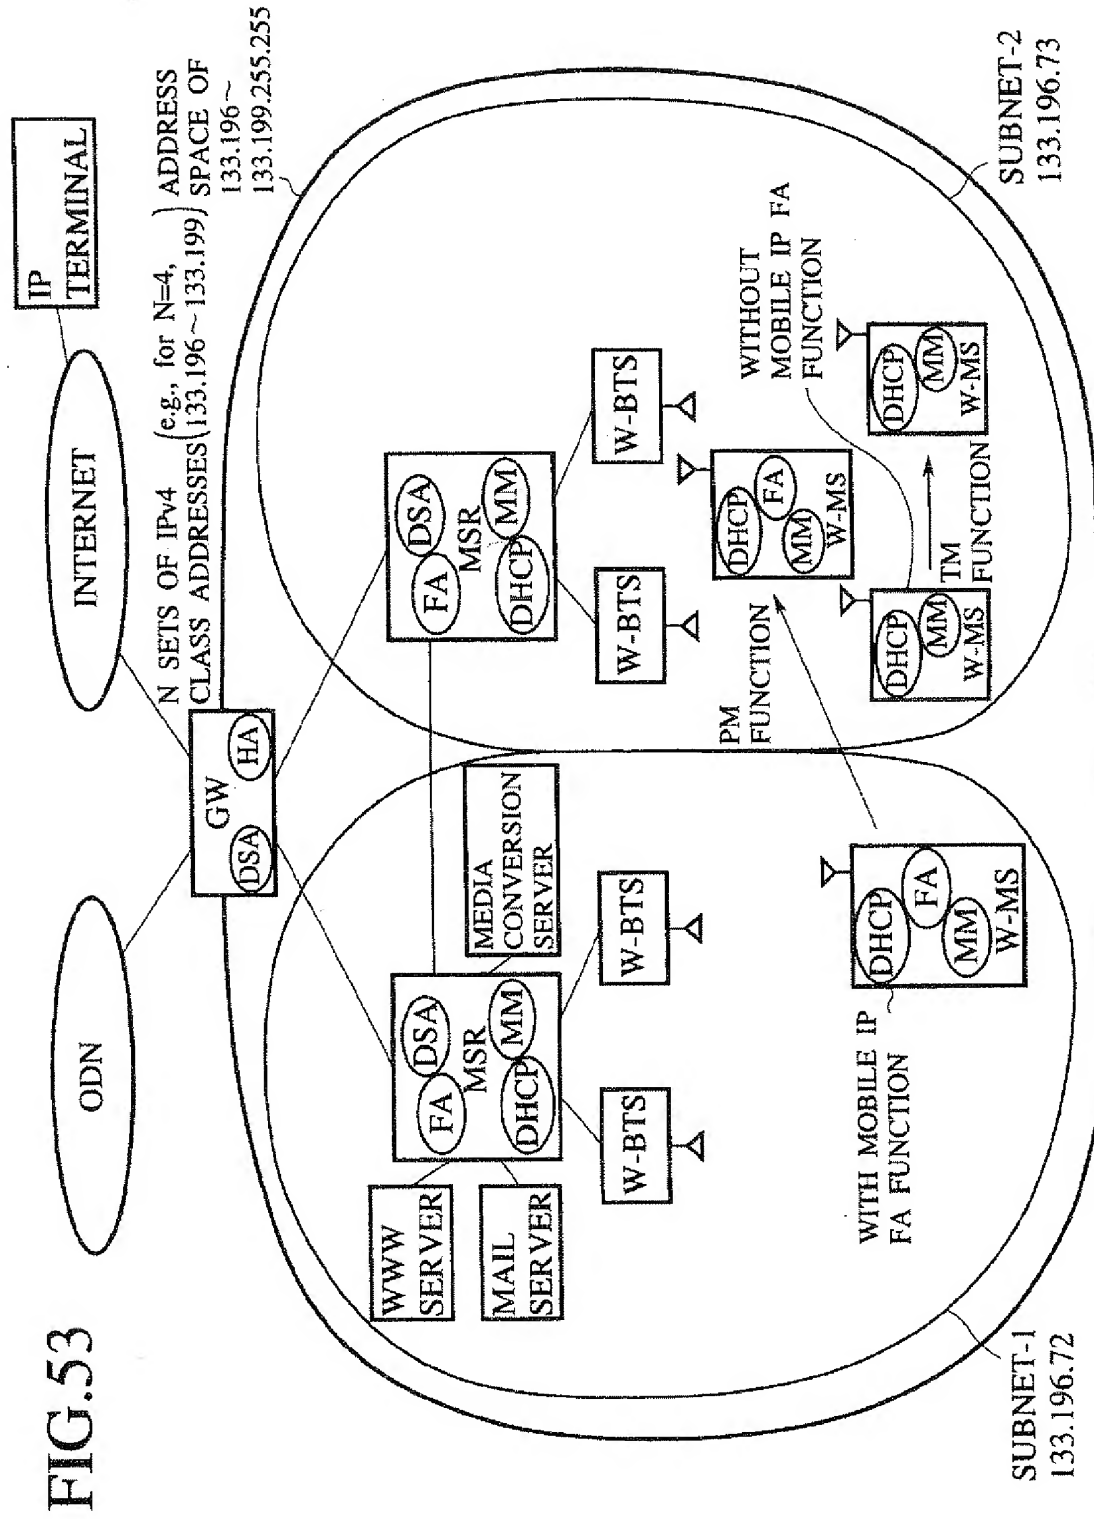 FIG.53
ODN
INTERNET
IP
TERMINAL
GW
DSA
HA
N SETS OF IPv4
CLASS ADDRESSES
(e.g., for N=4,
133.196~133.199)
ADDRESS
SPACE OF
133.196~
133.199.255.255
WWW
SERVER
MAIL
SERVER
FA
DSA
MSR
DHCP
MM
MEDIA
CONVERSION
SERVER
W-BTS
W-BTS
FA
DSA
MSR
DHCP
MM
W-BTS
W-BTS
WITH MOBILE IP
FA FUNCTION
DHCP
FA
MM
W-MS
PM
FUNCTION
DHCP
FA
MM
W-MS
WITHOUT
MOBILE IP FA
FUNCTION
DHCP
MM
W-MS
TM
FUNCTION
DHCP
MM
W-MS
SUBNET-1
133.196.72
SUBNET-2
133.196.73